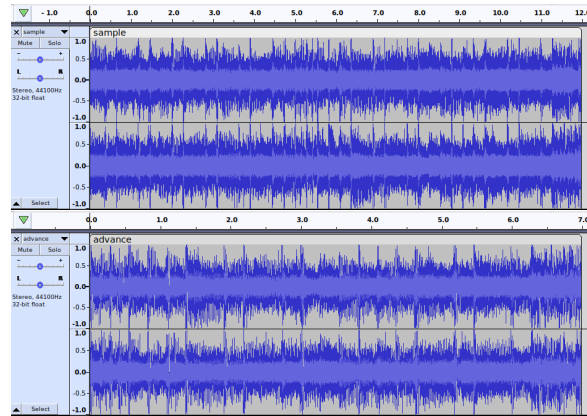 - 1.0 0.0 1.0 2.0 3.0 4.0 5.0 6.0 7.0 8.0 9.0 10.0 11.0 12.0
× sample ▼ sample
Mute Solo 1.0
- + 0.5
L R 0.0-
Stereo, 44100Hz -0.5
32-bit float -1.0
1.0
0.5
0.0-
-0.5
Select -1.0
0.0 1.0 2.0 3.0 4.0 5.0 6.0 7.0
× advance ▼ advance
Mute Solo 1.0
- + 0.5
L R 0.0-
Stereo, 44100Hz -0.5
32-bit float -1.0
1.0
0.5
0.0-
-0.5
Select -1.0